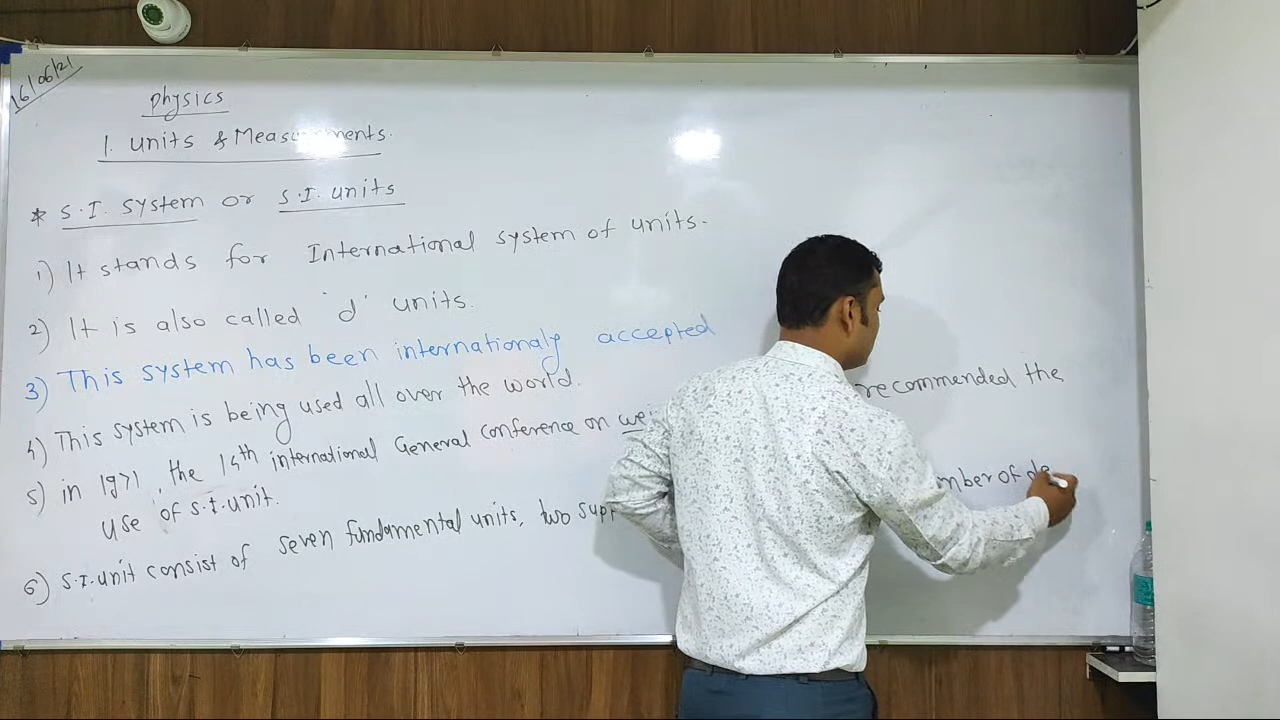 16/06/21
Physics
1. Units & Measurements.
* S.I. system or S.I. units
1) It stands for International system of units.
2) It is also called 'd' units.
3) This system has been internationaly accepted
4) This system is being used all over the world.
5) in 1971, the 14th international General conference on wei recommended the
use of S.I. unit.
6) S.I. unit consist of seven fundamental units, two supp mber of de